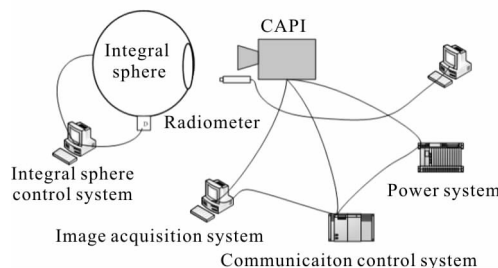 CAPI
Integral
sphere
D
Radiometer
Integral sphere
control system
Power system
Image acquisition system
Communicaiton control system